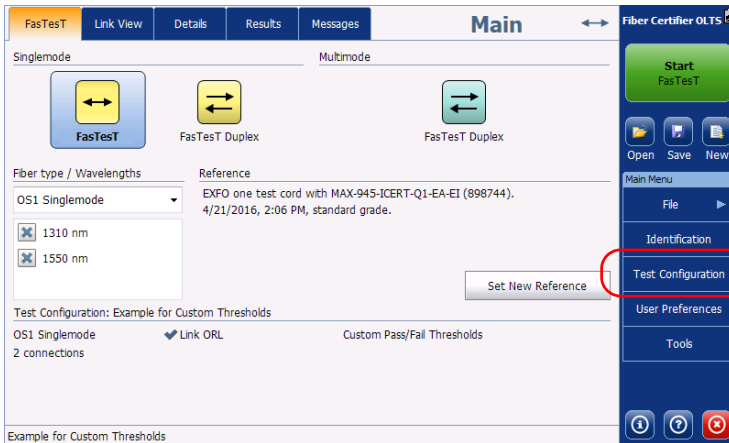 FasTesT
Link View
Details
Results
Messages
Main
Fiber Certifier OLTS
Singlemode
Multimode
FasTesT
FasTesT Duplex
FasTesT Duplex
Start
FasTesT
Open
Save
New
Fiber type / Wavelengths
Reference
OS1 Singlemode
EXFO one test cord with MAX-945-ICERT-Q1-EA-EI (898744).
4/21/2016, 2:06 PM, standard grade.
1310 nm
1550 nm
Set New Reference
Test Configuration: Example for Custom Thresholds
OS1 Singlemode
Link ORL
Custom Pass/Fail Thresholds
2 connections
Main Menu
File
Identification
Test Configuration
User Preferences
Tools
Example for Custom Thresholds